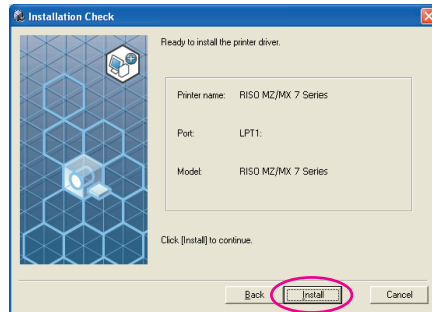 Installation Check
Ready to install the printer driver.
Printer name: RISO MZ/MX 7 Series
Port: LPT1:
Model: RISO MZ/MX 7 Series
Click [Install] to continue.
Back Install Cancel